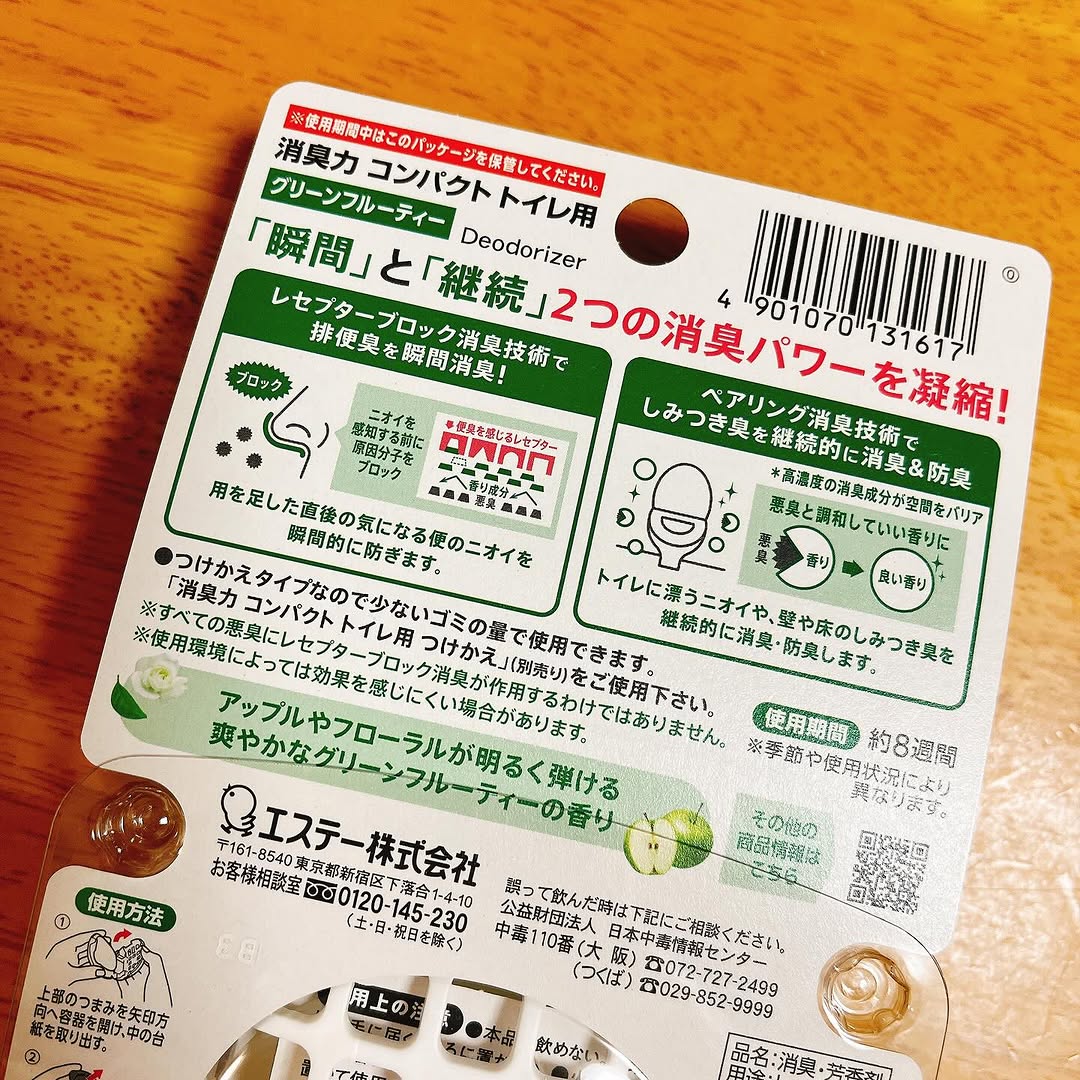 ※使用期間中はこのパッケージを保管してください。
消臭力 コンパクト トイレ用
グリーンフルーティー
Deodorizer
4 901070 131617
「瞬間」と「継続」2つの消臭パワーを凝縮!
レセプターブロック消臭技術で
排便臭を瞬間消臭!
ブロック
ニオイを
感知する前に
原因分子を
ブロック
便臭を感じるレセプター
香り成分
悪臭
用を足した直後の気になる便のニオイを
瞬間的に防ぎます。
ペアリング消臭技術で
しみつき臭を継続的に消臭&防臭
*高濃度の消臭成分が空間をバリア
悪臭と調和していい香りに
悪臭
香り
良い香り
トイレに漂うニオイや、壁や床のしみつき臭を
継続的に消臭・防臭します。
●つけかえタイプなので少ないゴミの量で使用できます。
「消臭力 コンパクト トイレ用 つけかえ」(別売り)をご使用下さい。
※すべての悪臭にレセプターブロック消臭が作用するわけではありません。
※使用環境によっては効果を感じにくい場合があります。
使用期間 約8週間
※季節や使用状況により
異なります。
アップルやフローラルが明るく弾ける
爽やかなグリーンフルーティーの香り
その他の
商品情報は
こちら
エステー株式会社
〒161-8540 東京都新宿区下落合1-4-10
お客様相談室 0120-145-230
(土・日・祝日を除く)
誤って飲んだ時は下記にご相談ください。
公益財団法人 日本中毒情報センター
中毒110番(大 阪)☎072-727-2499
(つくば)☎029-852-9999
使用方法
①
上部のつまみを矢印方
向へ容器を開け、中の台
紙を取り出す。
②
B3
用上の注
手に届く
●本品
飲めない
品名:消臭・芳香剤
用途: